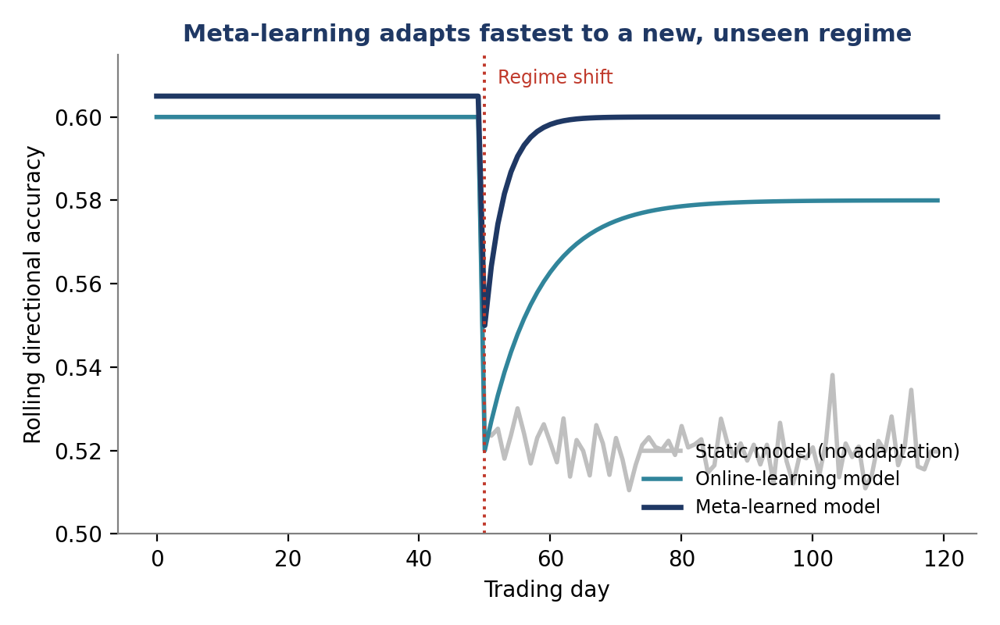 Meta-learning adapts fastest to a new, unseen regime
Regime shift
Rolling directional accuracy
0.60
0.58
0.56
0.54
0.52
0.50
Static model (no adaptation)
Online-learning model
Meta-learned model
0 20 40 60 80 100 120
Trading day